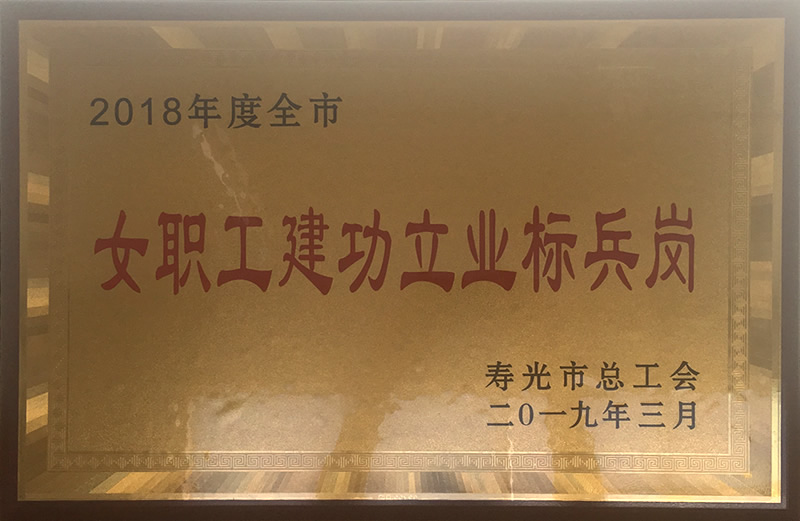 2018年度全市
女职工建功立业标兵岗
寿光市总工会
二0一九年三月